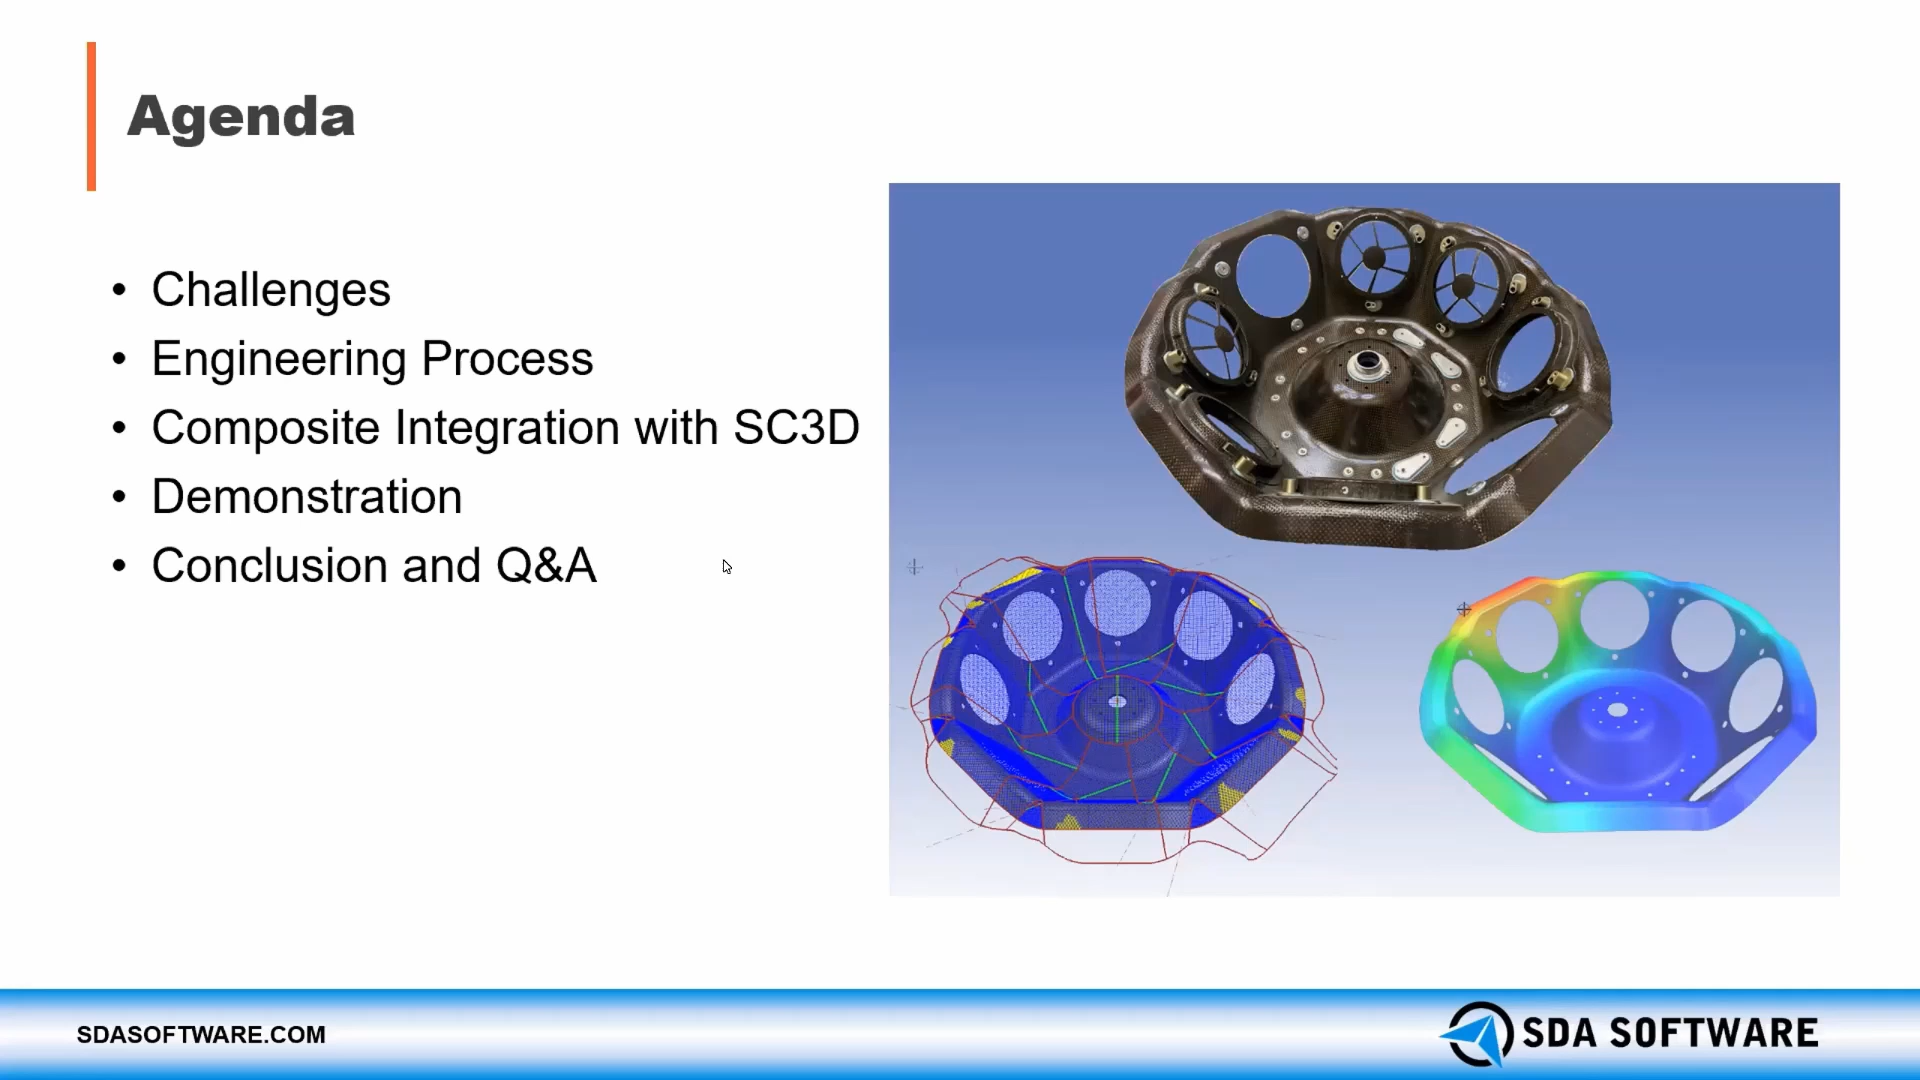 Agenda
• Challenges
• Engineering Process
• Composite Integration with SC3D
• Demonstration
• Conclusion and Q&A
SDASOFTWARE.COM
SDA SOFTWARE